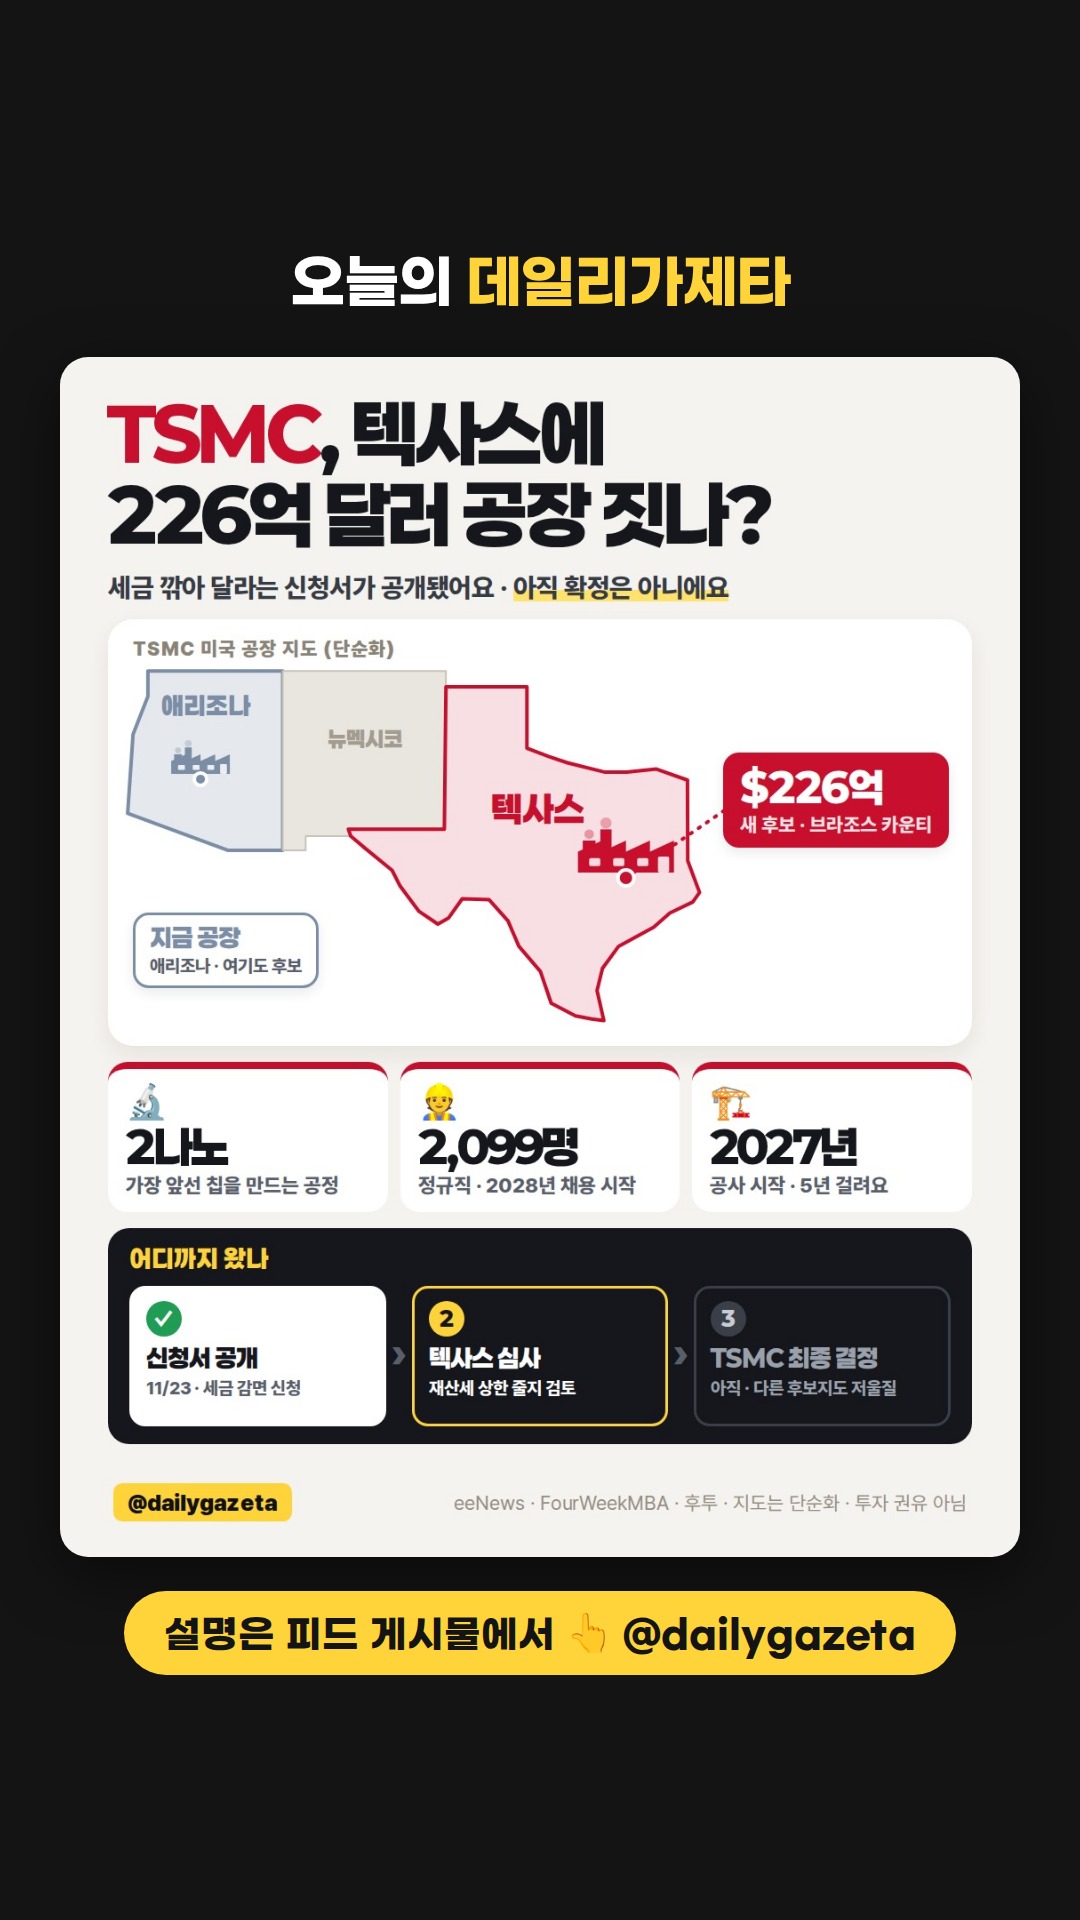 오늘의 데일리가제타
TSMC, 텍사스에
226억 달러 공장 짓나?
세금 깎아 달라는 신청서가 공개됐어요 · 아직 확정은 아니에요
TSMC 미국 공장 지도 (단순화)
애리조나
뉴멕시코
텍사스
$226억
새 후보 · 브라조스 카운티
지금 공장
애리조나 · 여기도 후보
2나노
가장 앞선 칩을 만드는 공정
2,099명
정규직 · 2028년 채용 시작
2027년
공사 시작 · 5년 걸려요
어디까지 왔나
신청서 공개
11/23 · 세금 감면 신청
›
2
텍사스 심사
재산세 상한 줄지 검토
›
3
TSMC 최종 결정
아직 · 다른 후보지도 저울질
@dailygazeta
eeNews · FourWeekMBA · 후투 · 지도는 단순화 · 투자 권유 아님
설명은 피드 게시물에서 👆 @dailygazeta